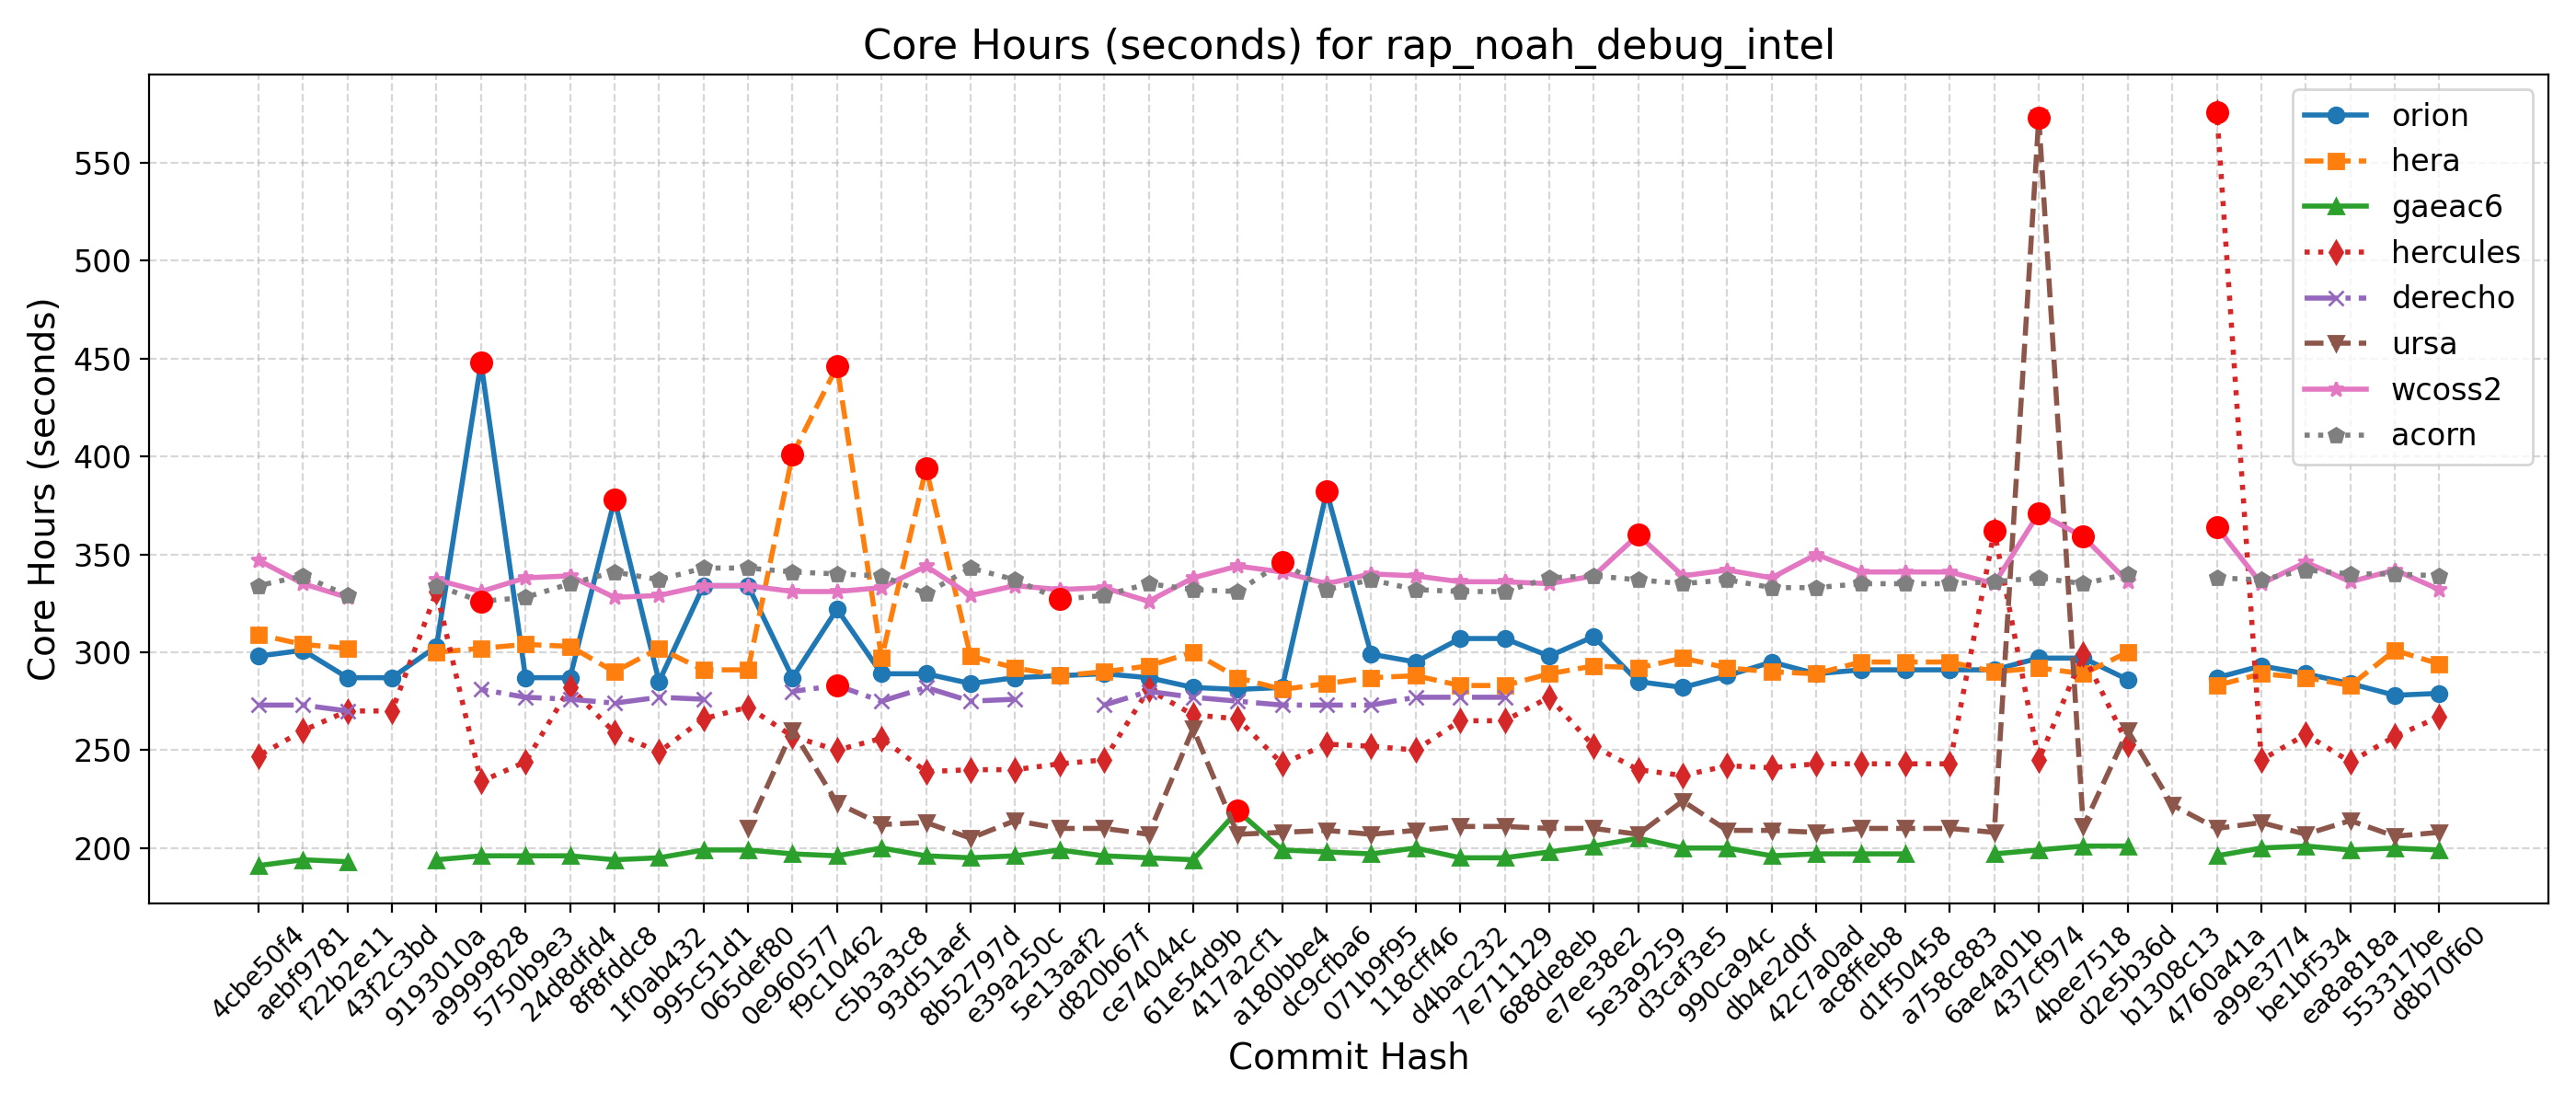 Core Hours (seconds) for rap_noah_debug_intel
Core Hours (seconds)
550
500
450
400
350
300
250
200
orion
hera
gaeac6
hercules
derecho
ursa
wcoss2
acorn
4cbe50f4
aebf9781
f22b2e11
43f2c3bd
9193010a
a9999828
5750b9e3
24d8dfd4
8f8fddc8
1f0ab432
995c51d1
065def80
0e960577
f9c10462
c5b3a3c8
93d51aef
8b52797d
e39a250c
5e13aaf2
d820b67f
ce74044c
61e54d9b
417a2cf1
a180bbe4
dc9cfba6
071b9f95
118cff46
d4bac232
7e711129
688de8eb
e7ee38e2
5e3a9259
d3caf3e5
990ca94c
db4e2d0f
42c7a0ad
ac8ffeb8
d1f50458
a758c883
6ae4a01b
437cf974
4bee7518
d2e5b36d
b1308c13
4760a41a
a99e3774
be1bf534
ea8a818a
553317be
d8b70f60
Commit Hash